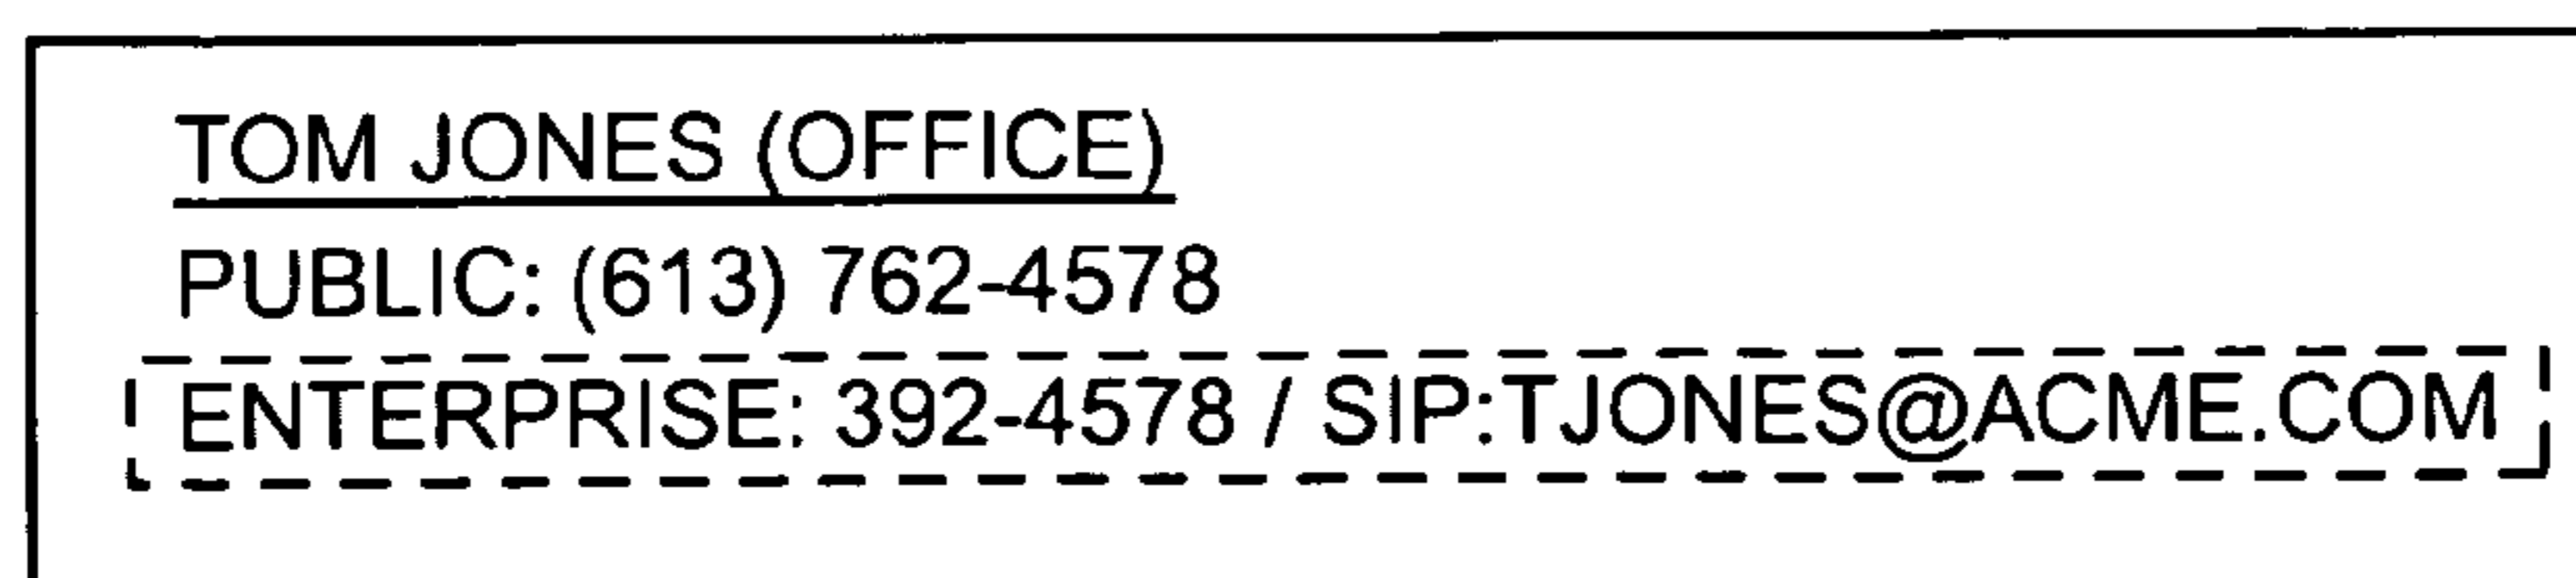 TOM JONES (OFFICE)
PUBLIC: (613) 762-4578
ENTERPRISE: 392-4578 / SIP:TJONES@ACME.COM